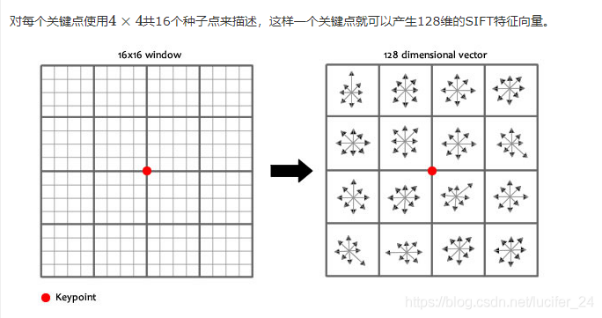 对每个关键点使用4 × 4共16个种子点来描述，这样一个关键点就可以产生128维的SIFT特征向量。
16x16 window
128 dimensional vector
Keypoint
https://blog.csdn.net/lucifer_24